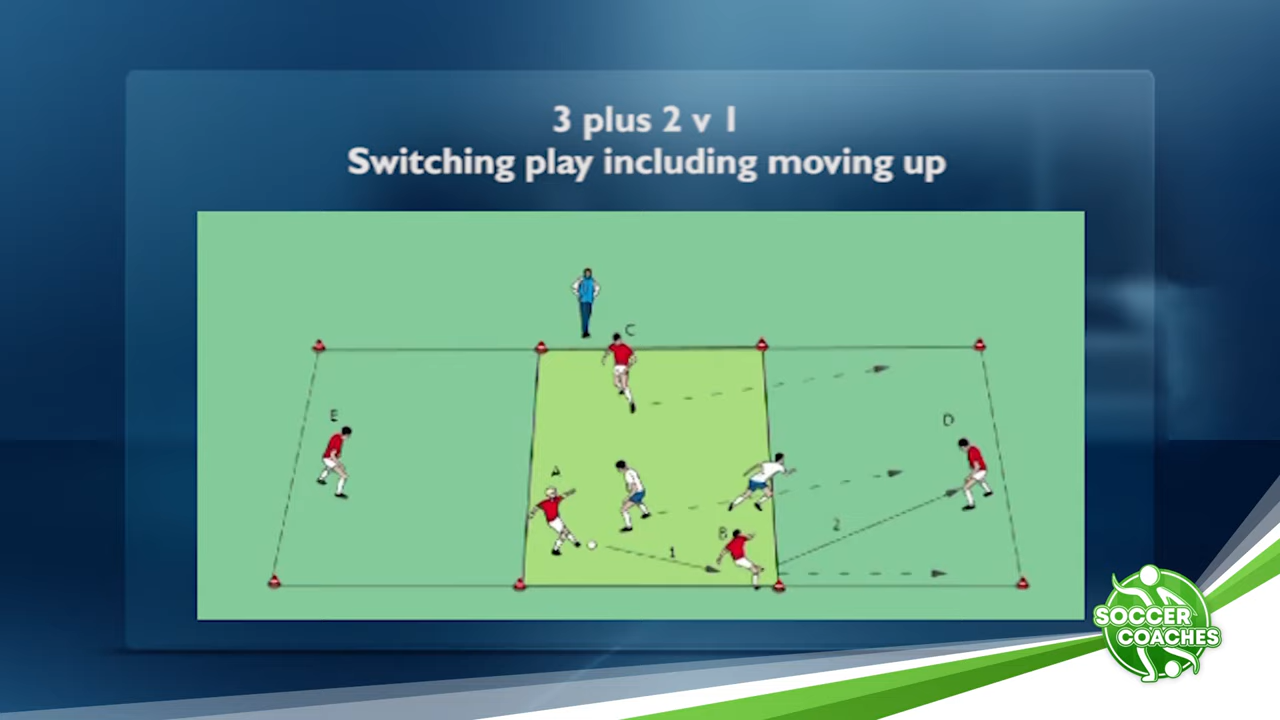 3 plus 2 v 1
Switching play including moving up
C
E
D
A
B
2
1
SOCCER
COACHES